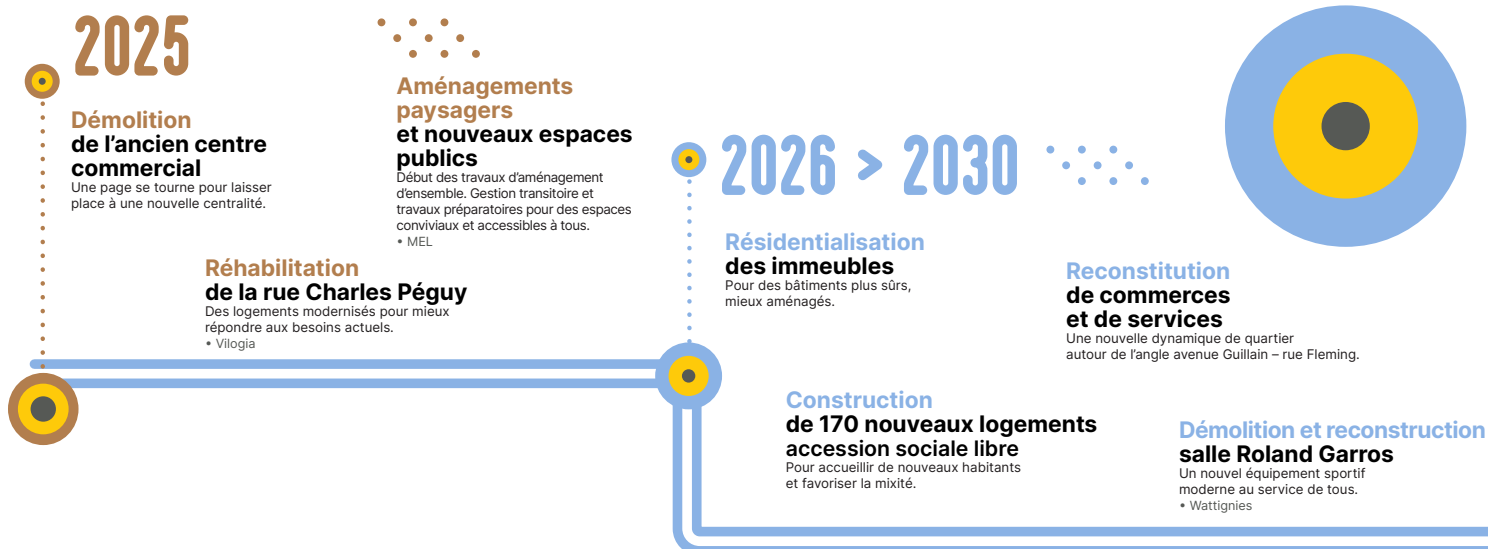 2025
Démolition
de l'ancien centre
commercial
Une page se tourne pour laisser
place à une nouvelle centralité.
Réhabilitation
de la rue Charles Péguy
Des logements modernisés pour mieux
répondre aux besoins actuels.
• Vilogia
Aménagements
paysagers
et nouveaux espaces
publics
Début des travaux d'aménagement
d'ensemble. Gestion transitoire et
travaux préparatoires pour des espaces
conviviaux et accessibles à tous.
• MEL
2026 > 2030
Résidentialisation
des immeubles
Pour des bâtiments plus sûrs,
mieux aménagés.
Reconstitution
de commerces
et de services
Une nouvelle dynamique de quartier
autour de l'angle avenue Guillain – rue Fleming.
Construction
de 170 nouveaux logements
accession sociale libre
Pour accueillir de nouveaux habitants
et favoriser la mixité.
Démolition et reconstruction
salle Roland Garros
Un nouvel équipement sportif
moderne au service de tous.
• Wattignies